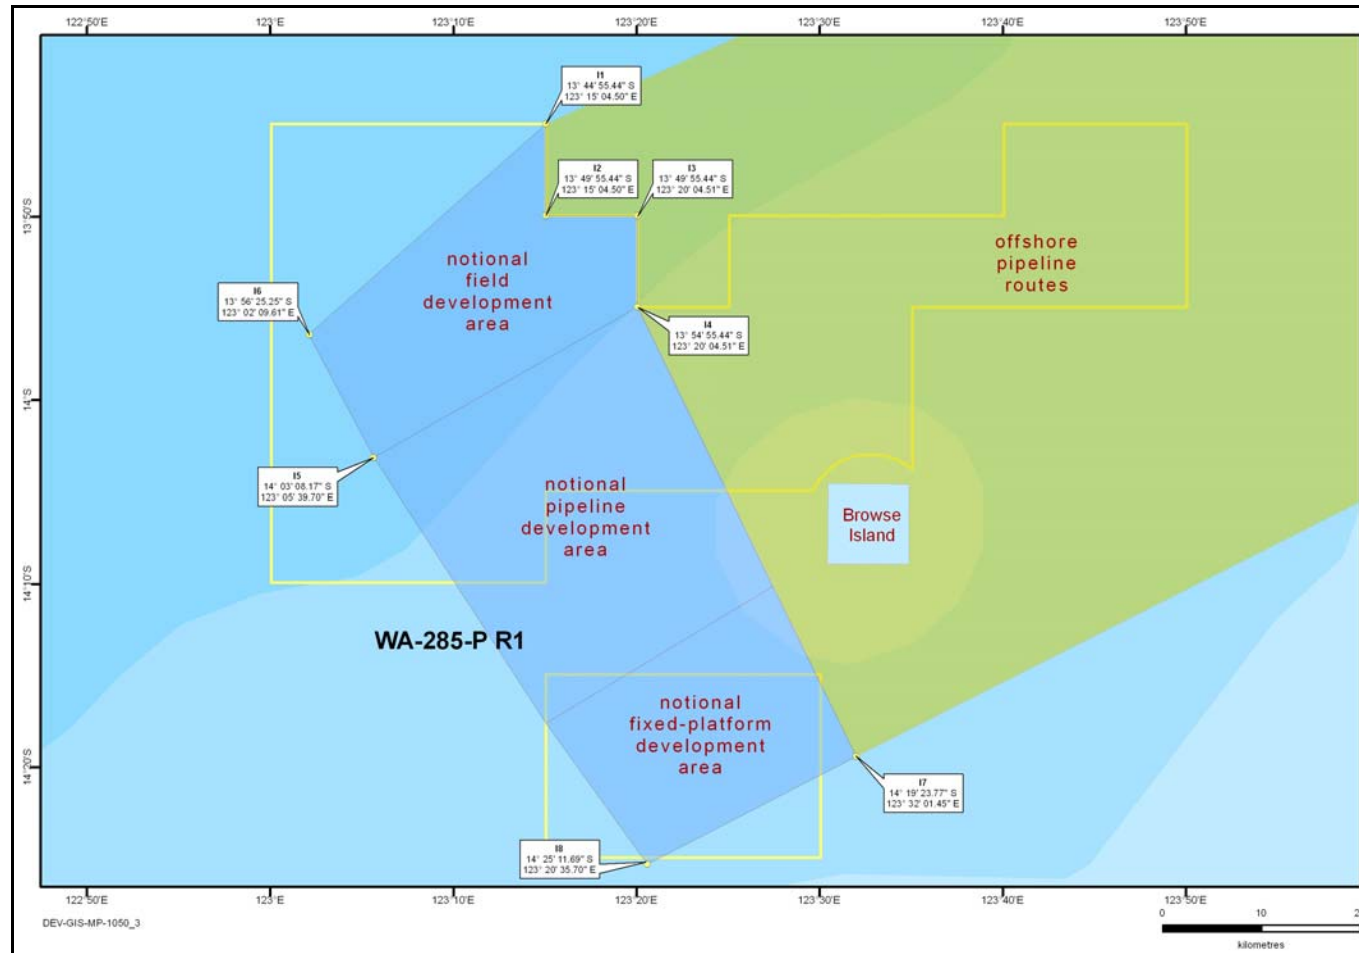 122°50'E 123°E 123°10'E 123°20'E 123°30'E 123°40'E 123°50'E
I1
13° 44' 55.44" S
123° 15' 04.50" E
I2
13° 49' 55.44" S
123° 15' 04.50" E
I3
13° 49' 55.44" S
123° 20' 04.51" E
13°50'S
notional
field
development
area
offshore
pipeline
routes
I6
13° 56' 25.25" S
123° 02' 09.61" E
I4
13° 54' 55.44" S
123° 20' 04.51" E
14°S
I5
14° 03' 08.17" S
123° 05' 39.70" E
notional
pipeline
development
area
Browse
Island
14°10'S
WA-285-P R1
notional
fixed-platform
development
area
14°20'S
I7
14° 19' 23.77" S
123° 32' 01.45" E
I8
14° 25' 11.69" S
123° 20' 35.70" E
122°50'E 123°E 123°10'E 123°20'E 123°30'E 123°40'E 123°50'E
DEV-GIS-MP-1050_3
0 10
kilometres